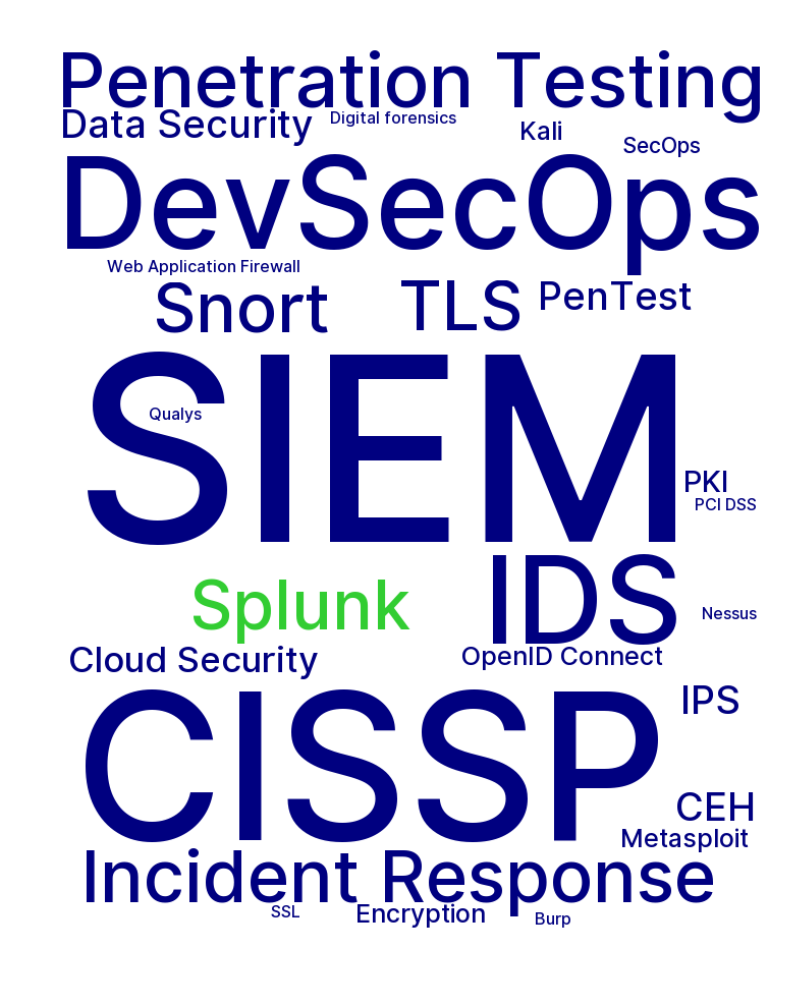 Penetration Testing
Data Security
Digital forensics
Kali
SecOps
DevSecOps
Web Application Firewall
Snort
TLS
PenTest
SIEM
Qualys
PKI
PCI DSS
IDS
Splunk
Nessus
Cloud Security
OpenID Connect
IPS
CISSP
CEH
Metasploit
Incident Response
SSL
Encryption
Burp